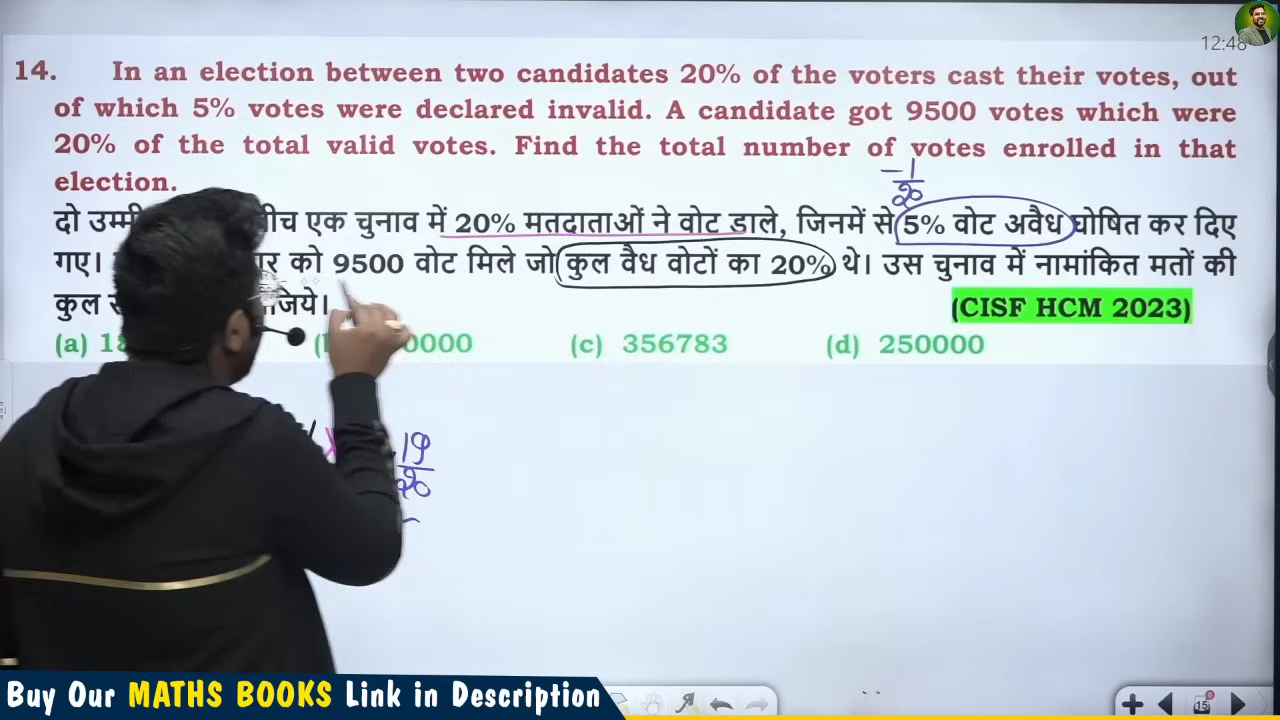 12:48
14. In an election between two candidates 20% of the voters cast their votes, out
of which 5% votes were declared invalid. A candidate got 9500 votes which were
20% of the total valid votes. Find the total number of votes enrolled in that
election.
-1/20
दो एक चुनाव में 20% मतदाताओं ने वोट डाले, जिनमें से 5% वोट अवैध घोषित कर दिए
गए। को 9500 वोट मिले जो कुल वैध वोटों का 20% थे। उस चुनाव में नामांकित मतों की
कुल
(CISF HCM 2023)
(a) (c) 356783 (d) 250000
19/20
Buy Our MATHS BOOKS Link in Description
15